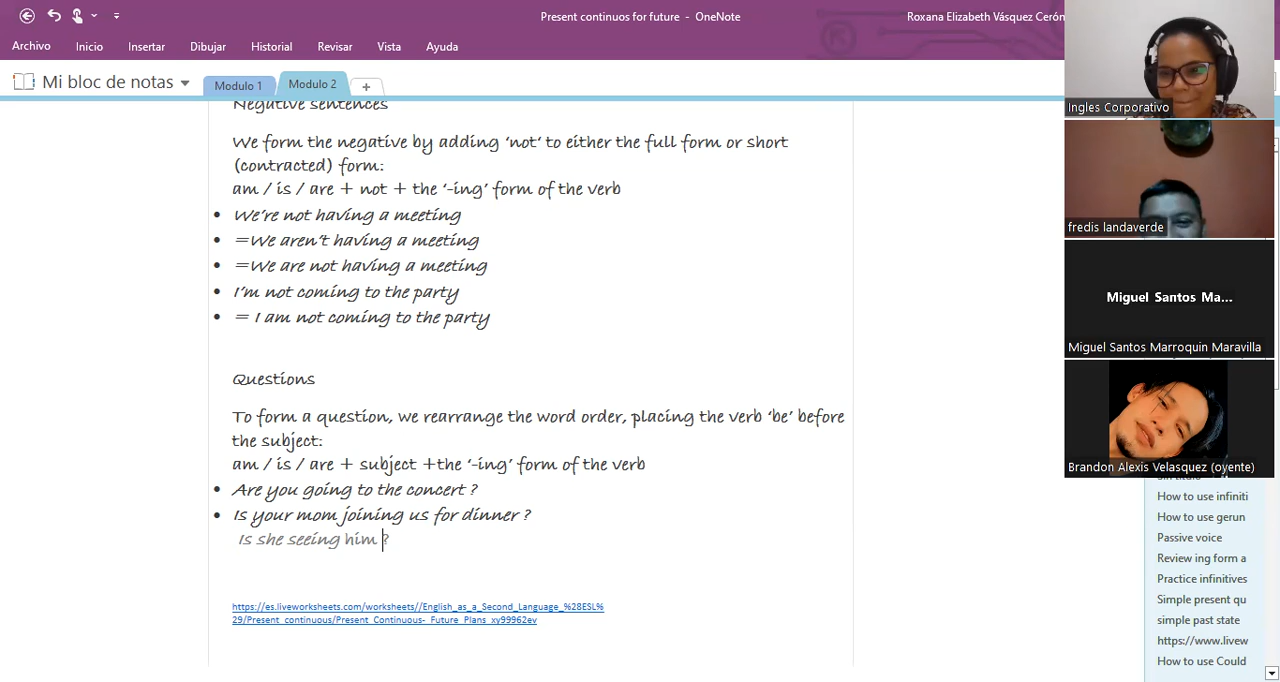 Present continuos for future - OneNote
Roxana Elizabeth Vásquez Cerón
Archivo Inicio Insertar Dibujar Historial Revisar Vista Ayuda
Mi bloc de notas
Modulo 1 Modulo 2 +
Negative sentences
We form the negative by adding ‘not’ to either the full form or short
(contracted) form:
am / is / are + not + the ‘-ing’ form of the verb
• We’re not having a meeting
• =We aren’t having a meeting
• =We are not having a meeting
• I’m not coming to the party
• = I am not coming to the party
Questions
To form a question, we rearrange the word order, placing the verb ‘be’ before
the subject:
am / is / are + subject +the ‘-ing’ form of the verb
• Are you going to the concert ?
• Is your mom joining us for dinner ?
Is she seeing him ?
https://es.liveworksheets.com/worksheets//English_as_a_Second_Language_%28ESL%
29/Present_continuous/Present_Continuous-_Future_Plans_xy99962ev
Ingles Corporativo
fredis landaverde
Miguel Santos Ma...
Miguel Santos Marroquin Maravilla
Brandon Alexis Velasquez (oyente)
Sin titulo
How to use infiniti
How to use gerun
Passive voice
Review ing form a
Practice infinitives
Simple present qu
simple past state
https://www.livew
How to use Could